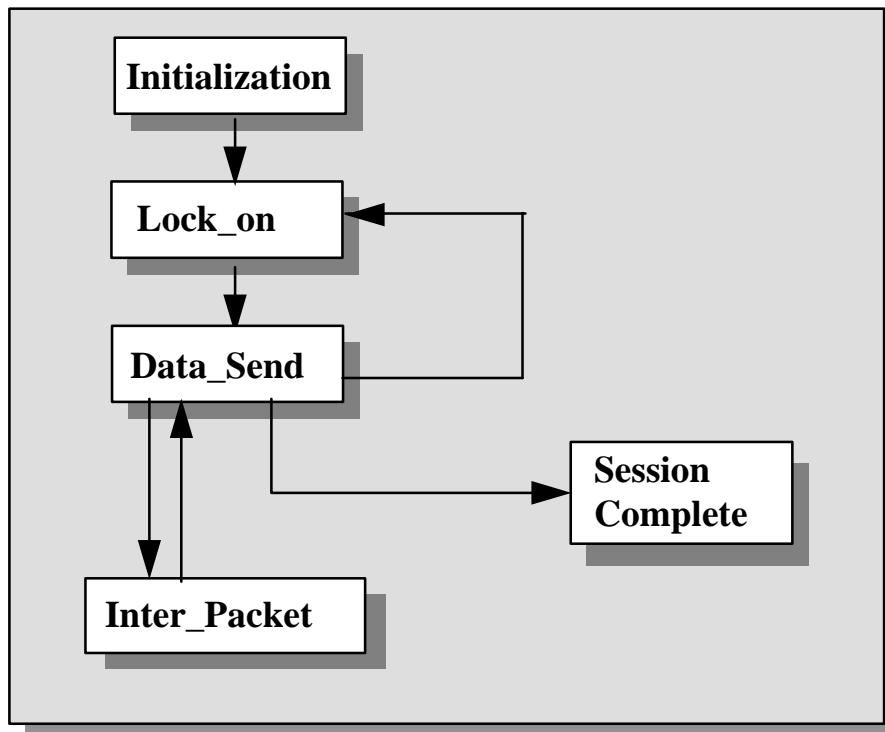 Initialization
Lock_on
Data_Send
Session
Complete
Inter_Packet